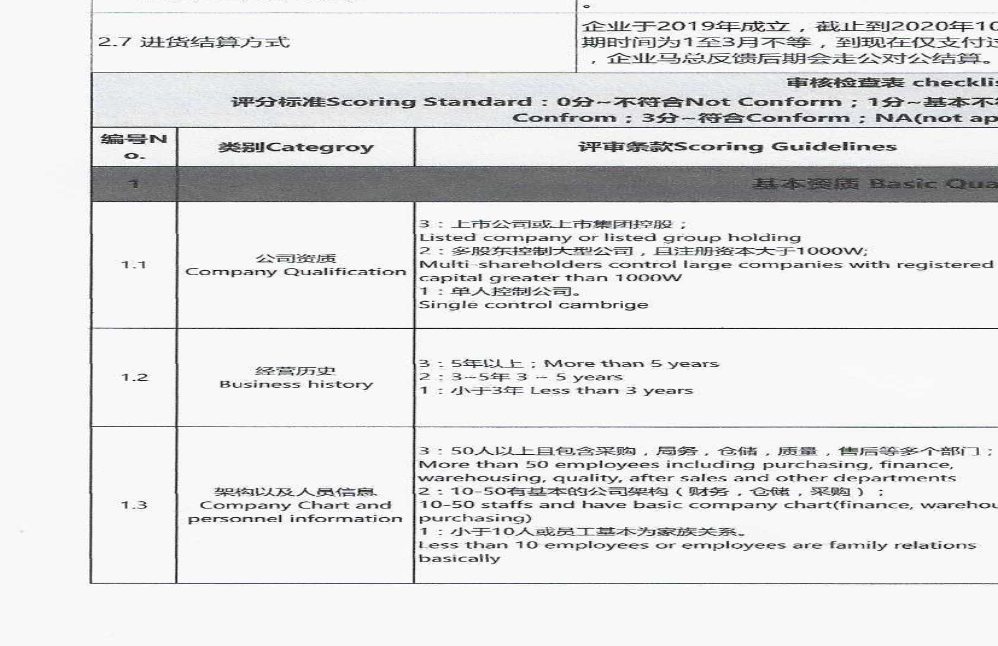 。
企业于2019年成立，截止到2020年10
2.7 进货结算方式
期时间为1至3月不等，到现在仅支付过
，企业马总反馈后期会走公对公结算。
审核检查表 checklis
评分标准Scoring Standard：0分~不符合Not Conform；1分~基本不
Confrom；3分~符合Conform；NA(not ap
编号N
o.
类别Categroy
评审条款Scoring Guidelines
1
基本资质 Basic Qua
1.1
公司资质
Company Qualification
3：上市公司或上市集团控股；
Listed company or listed group holding
2：多股东控制大型公司，且注册资本大于1000W;
Multi-shareholders control large companies with registered
capital greater than 1000W
1：单人控制公司。
Single control cambrige
1.2
经营历史
Business history
3：5年以上；More than 5 years
2：3~5年 3 ~ 5 years
1：小于3年 Less than 3 years
1.3
架构以及人员信息
Company Chart and
personnel information
3：50人以上且包含采购，局务，仓储，质量，售后等多个部门；
More than 50 employees including purchasing, finance,
warehousing, quality, after sales and other departments
2：10-50有基本的公司架构（财务，仓储，采购）；
10-50 staffs and have basic company chart(finance, warehou
purchasing)
1：小于10人或员工基本为家族关系。
Less than 10 employees or employees are family relations
basically